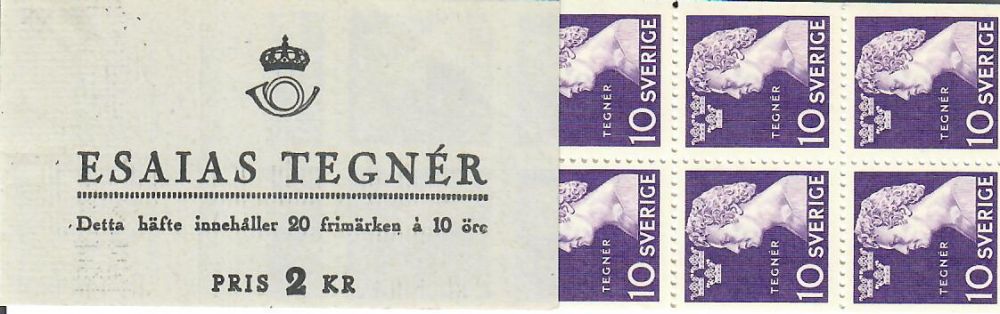 ESAIAS TEGNÉR
Detta häfte innehåller 20 frimärken à 10 öre
PRIS 2 KR
TEGNÉR
10 SVERIGE
TEGNÉR
10 SVERIGE
TEGNÉR
10 SVERIGE
TEGNÉR
10 SVERIGE
TEGNÉR
10 SVERIGE
TEGNÉR
10 SVERIGE